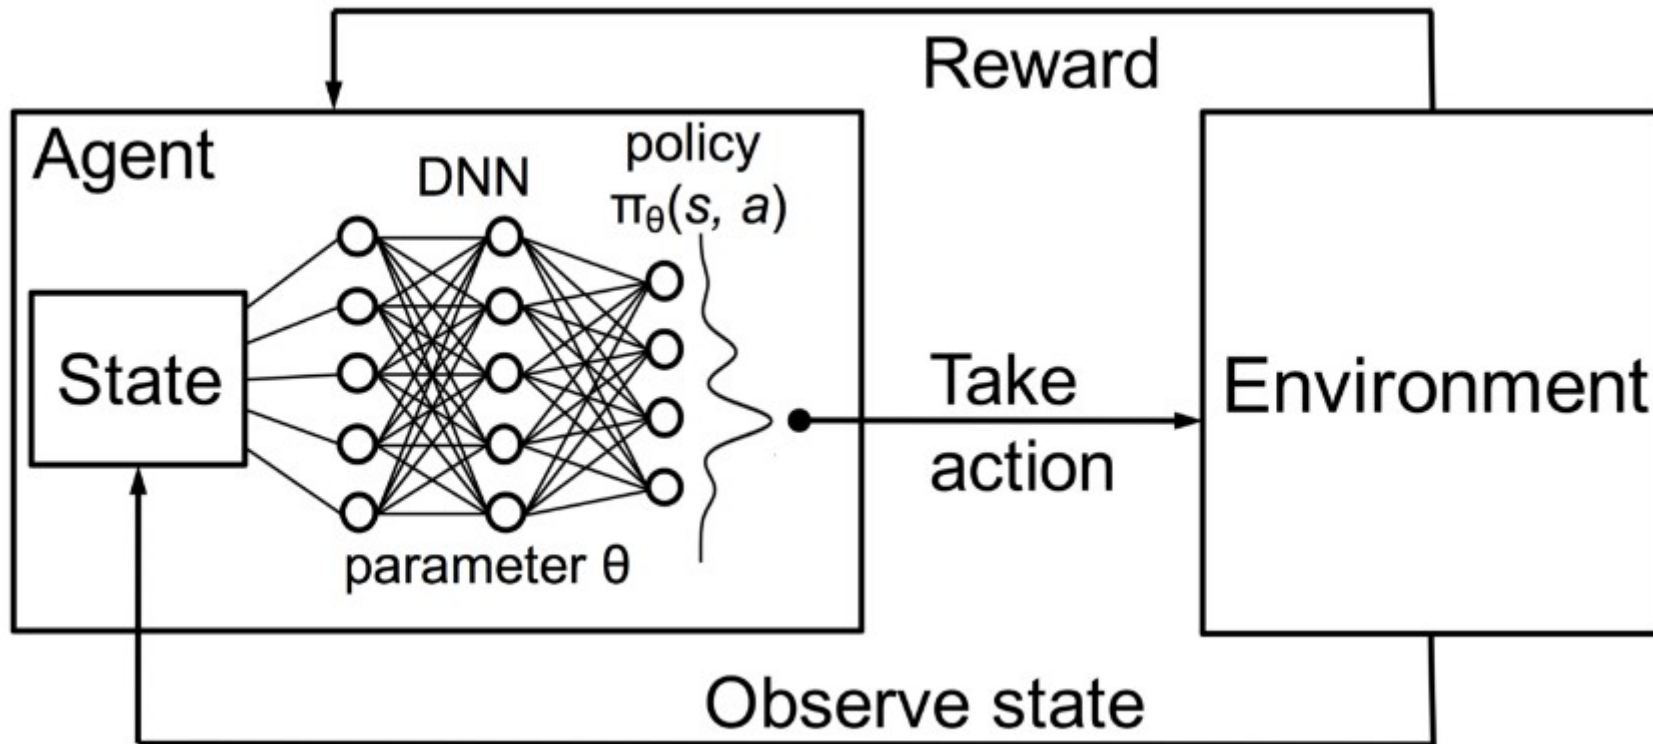 Reward
Agent
policy
DNN
πθ(s, a)
State
Take
action
Environment
parameter θ
Observe state